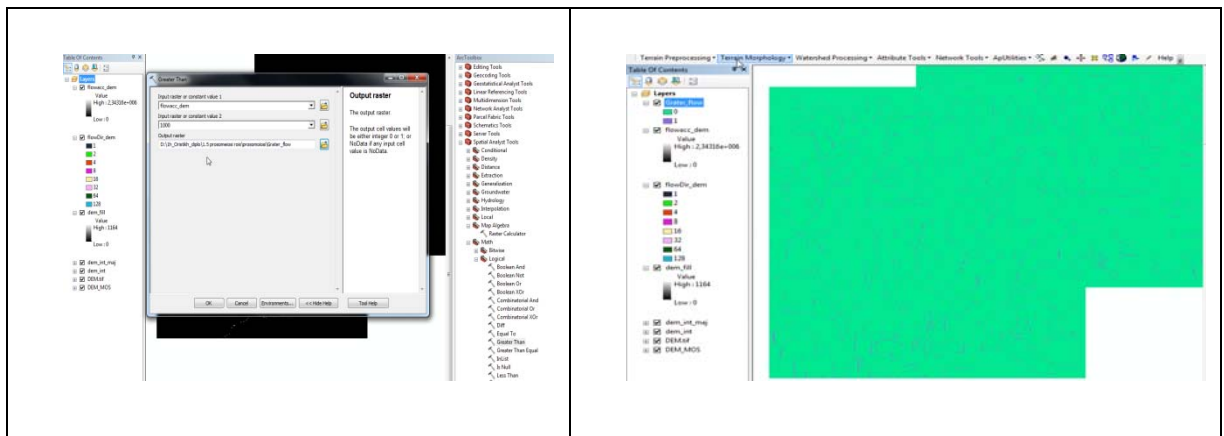 Table Of Contents
Layers
flowacc_dem
Value
High : 2,34316e+006
Low : 0
flowDir_dem
1
2
4
8
16
32
64
128
dem_fill
Value
High : 1164
Low : 0
dem_int_maj
dem_int
DEM.tif
DEM_MOS
Greater Than
Input raster or constant value 1
flowacc_dem
Input raster or constant value 2
1000
Output raster
OK
Cancel
Environments...
<< Hide Help
Tool Help
Output raster
The output raster.
The output cell values will
be either integer 0 or 1, or
NoData if any input cell
value is NoData.
ArcToolbox
Editing Tools
Geocoding Tools
Geostatistical Analyst Tools
Linear Referencing Tools
Multidimension Tools
Network Analyst Tools
Parcel Fabric Tools
Schematics Tools
Server Tools
Spatial Analyst Tools
Conditional
Density
Distance
Extraction
Generalization
Groundwater
Hydrology
Interpolation
Local
Map Algebra
Raster Calculator
Math
Bitwise
Logical
Boolean And
Boolean Not
Boolean Or
Boolean XOr
Combinatorial And
Combinatorial Or
Combinatorial XOr
Diff
Equal To
Greater Than
Greater Than Equal
InList
Is Null
Less Than
Terrain Preprocessing Terrain Morphology Watershed Processing Attribute Tools Network Tools ApUtilities Help
Table Of Contents
Layers
Grater_flow
0
1
flowacc_dem
Value
High : 2,34316e+006
Low : 0
flowDir_dem
1
2
4
8
16
32
64
128
dem_fill
Value
High : 1164
Low : 0
dem_int_maj
dem_int
DEM.tif
DEM_MOS